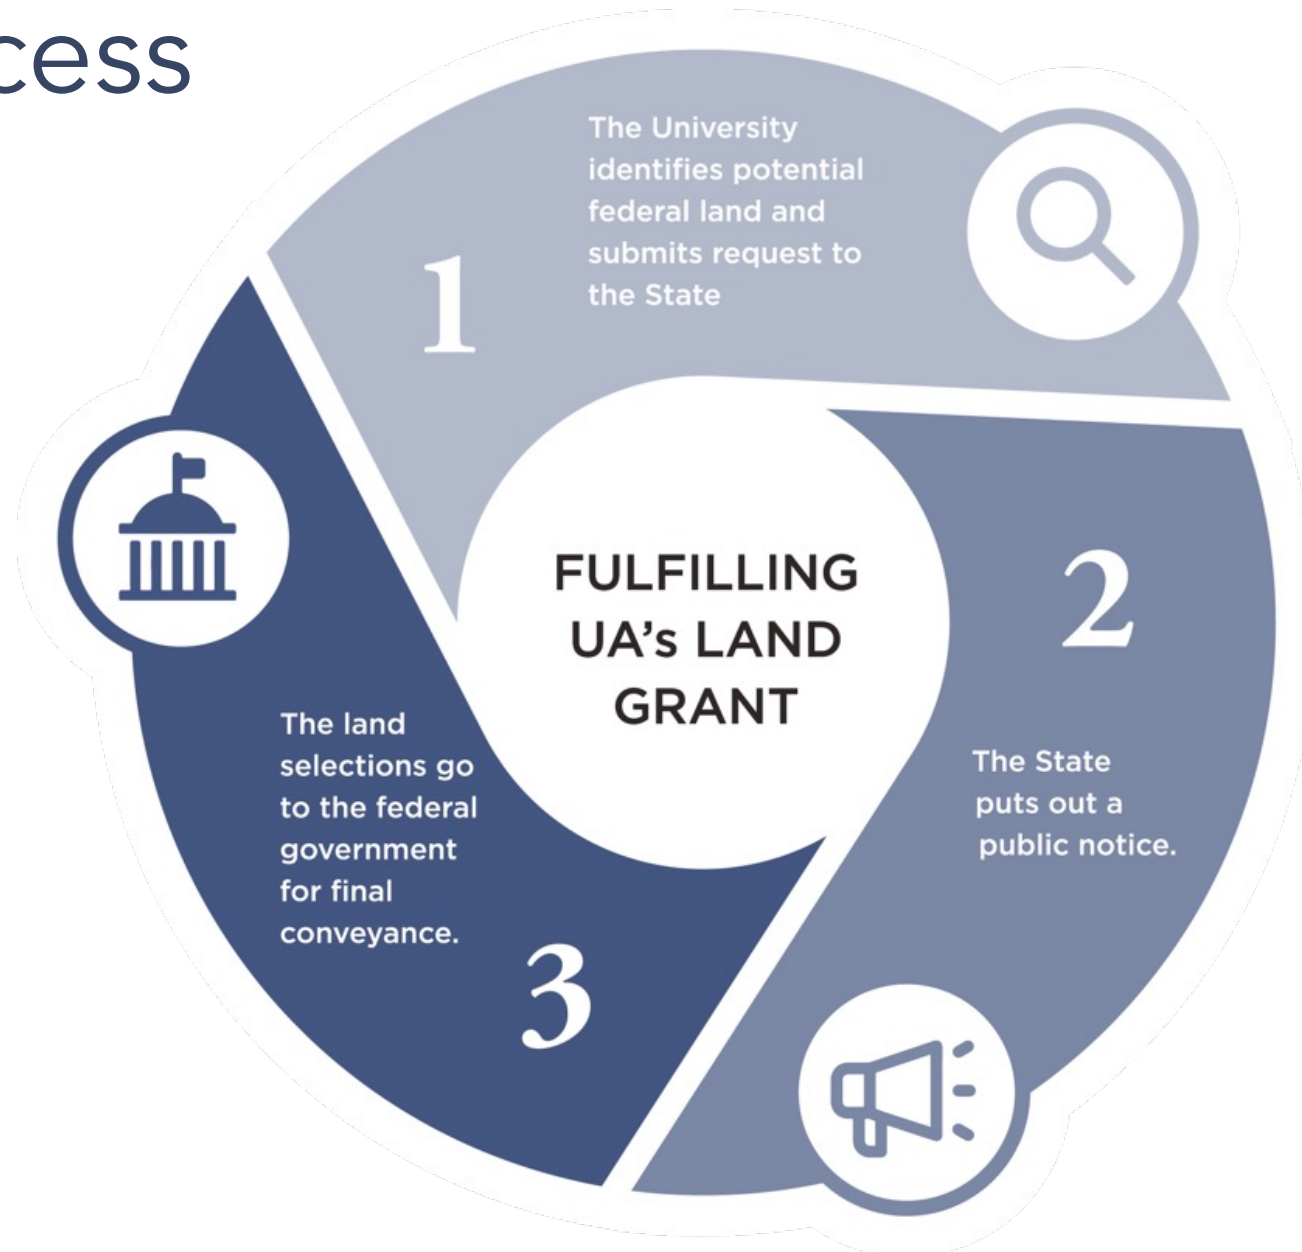 cess
1
The University
identifies potential
federal land and
submits request to
the State
2
The State
puts out a
public notice.
3
The land
selections go
to the federal
government
for final
conveyance.
FULFILLING
UA's LAND
GRANT